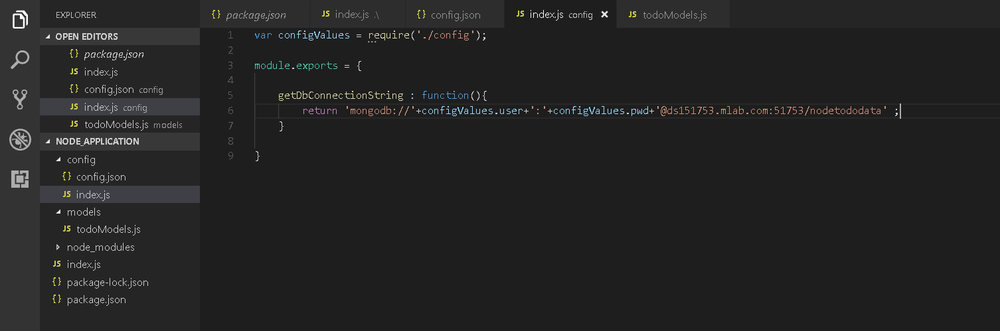 EXPLORER
OPEN EDITORS
{} package.json
JS index.js
{} config.json config
JS index.js config
JS todoModels.js models
NODE_APPLICATION
config
{} config.json
JS index.js
models
JS todoModels.js
node_modules
JS index.js
{} package-lock.json
{} package.json
{} package.json JS index.js .\ {} config.json JS index.js config × JS todoModels.js
1 var configValues = require('./config');
2
3 module.exports = {
4
5 getDbConnectionString : function(){
6 return 'mongodb://'+configValues.user+':'+configValues.pwd+'@ds151753.mlab.com:51753/nodetododata' ;
7 }
8
9 }